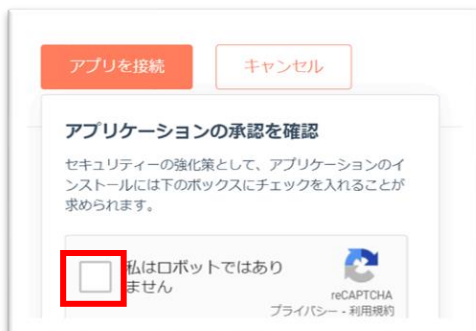 アプリを接続
キャンセル
アプリケーションの承認を確認
セキュリティーの強化策として、アプリケーションのイ
ンストールには下のボックスにチェックを入れることが
求められます。
私はロボットではあり
ません
reCAPTCHA
プライバシー - 利用規約